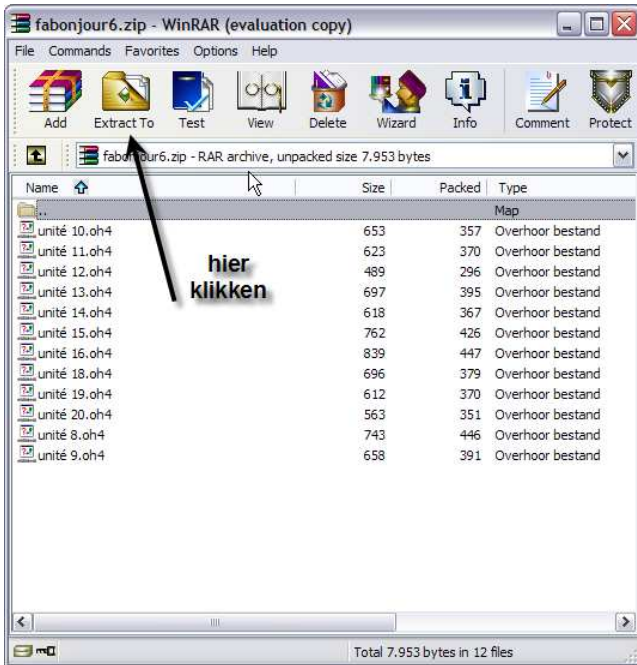 fabonjour6.zip - WinRAR (evaluation copy)
File Commands Favorites Options Help
Add Extract To Test View Delete Wizard Info Comment Protect
fabonjour6.zip - RAR archive, unpacked size 7.953 bytes
Name Size Packed Type
.. Map
unité 10.oh4 653 357 Overhoor bestand
unité 11.oh4 623 370 Overhoor bestand
unité 12.oh4 489 296 Overhoor bestand
unité 13.oh4 697 395 Overhoor bestand
unité 14.oh4 618 367 Overhoor bestand
unité 15.oh4 762 426 Overhoor bestand
unité 16.oh4 839 447 Overhoor bestand
unité 18.oh4 696 379 Overhoor bestand
unité 19.oh4 612 370 Overhoor bestand
unité 20.oh4 563 351 Overhoor bestand
unité 8.oh4 743 446 Overhoor bestand
unité 9.oh4 658 391 Overhoor bestand
hier
klikken
Total 7.953 bytes in 12 files